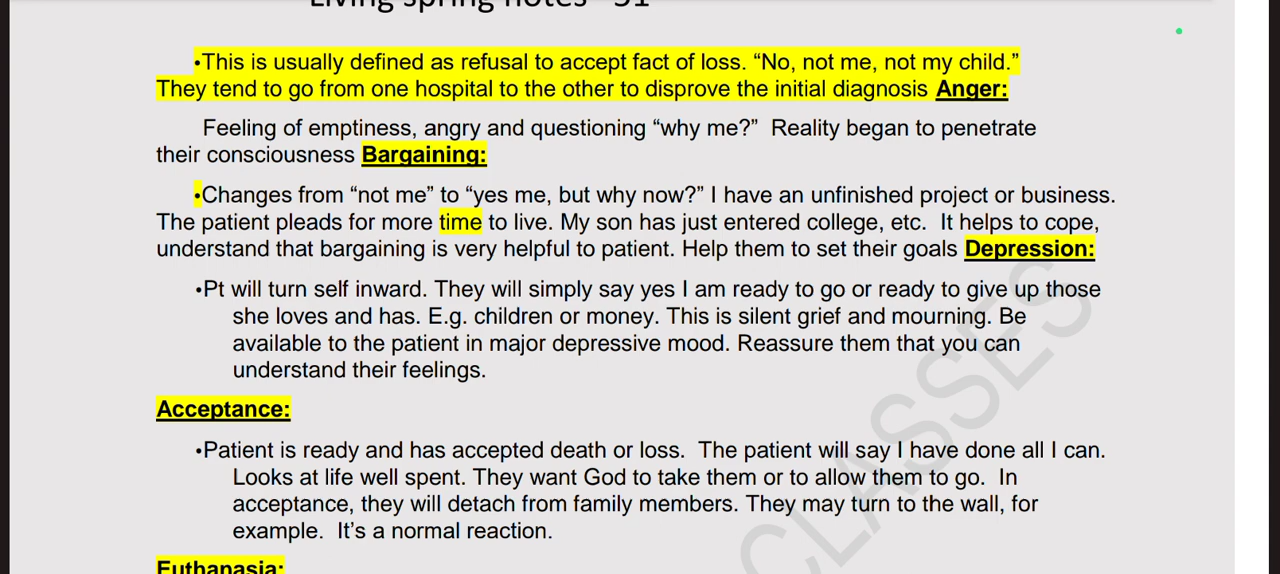 Living spring notes 91
•This is usually defined as refusal to accept fact of loss. “No, not me, not my child.”
They tend to go from one hospital to the other to disprove the initial diagnosis Anger:
Feeling of emptiness, angry and questioning “why me?” Reality began to penetrate
their consciousness Bargaining:
•Changes from “not me” to “yes me, but why now?” I have an unfinished project or business.
The patient pleads for more time to live. My son has just entered college, etc. It helps to cope,
understand that bargaining is very helpful to patient. Help them to set their goals Depression:
•Pt will turn self inward. They will simply say yes I am ready to go or ready to give up those
she loves and has. E.g. children or money. This is silent grief and mourning. Be
available to the patient in major depressive mood. Reassure them that you can
understand their feelings.
Acceptance:
•Patient is ready and has accepted death or loss. The patient will say I have done all I can.
Looks at life well spent. They want God to take them or to allow them to go. In
acceptance, they will detach from family members. They may turn to the wall, for
example. It’s a normal reaction.
Euthanasia:
CLASSES